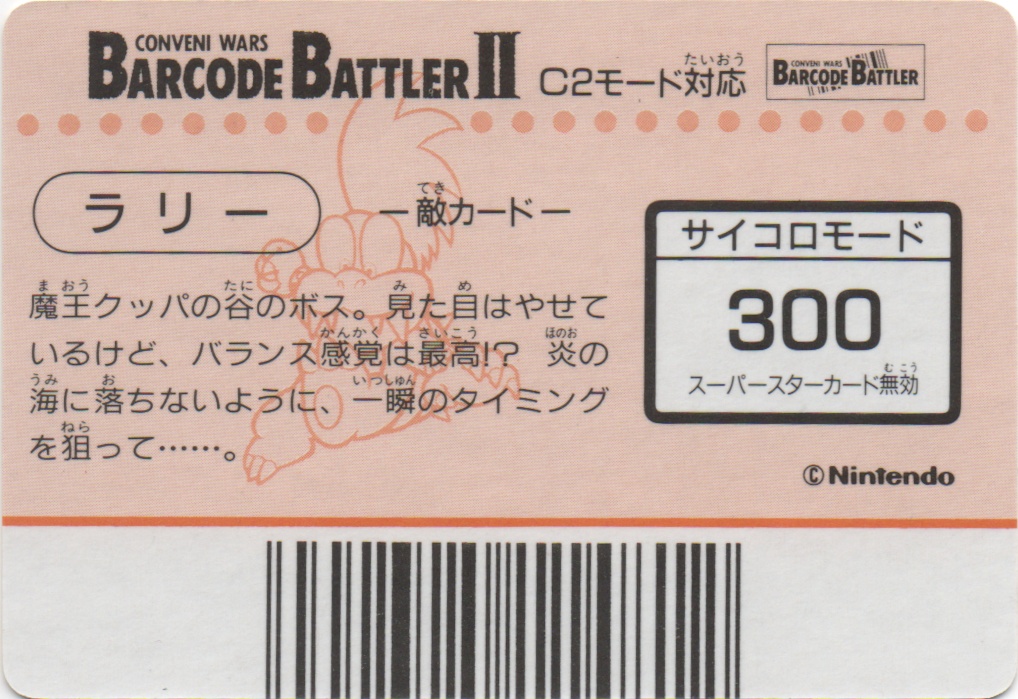 CONVENI WARS
BARCODE BATTLER II
C2モード対応
たいおう
CONVENI WARS
BARCODE BATTLER
ラリー
ー敵カードー
てき
魔王クッパの谷のボス。見た目はやせて
まおう たに み め
いるけど、バランス感覚は最高!? 炎の
かんかく さいこう ほのお
海に落ちないように、一瞬のタイミング
うみ お いっしゅん
を狙って……。
ねら
サイコロモード
300
スーパースターカード無効
むこう
©Nintendo